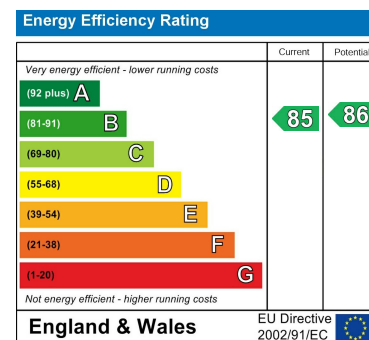 Energy Efficiency Rating
Current Potentia
Very energy efficient - lower running costs
(92 plus) A
(81-91) B
85 86
(69-80) C
(55-68) D
(39-54) E
(21-38) F
(1-20) G
Not energy efficient - higher running costs
England & Wales
EU Directive
2002/91/EC